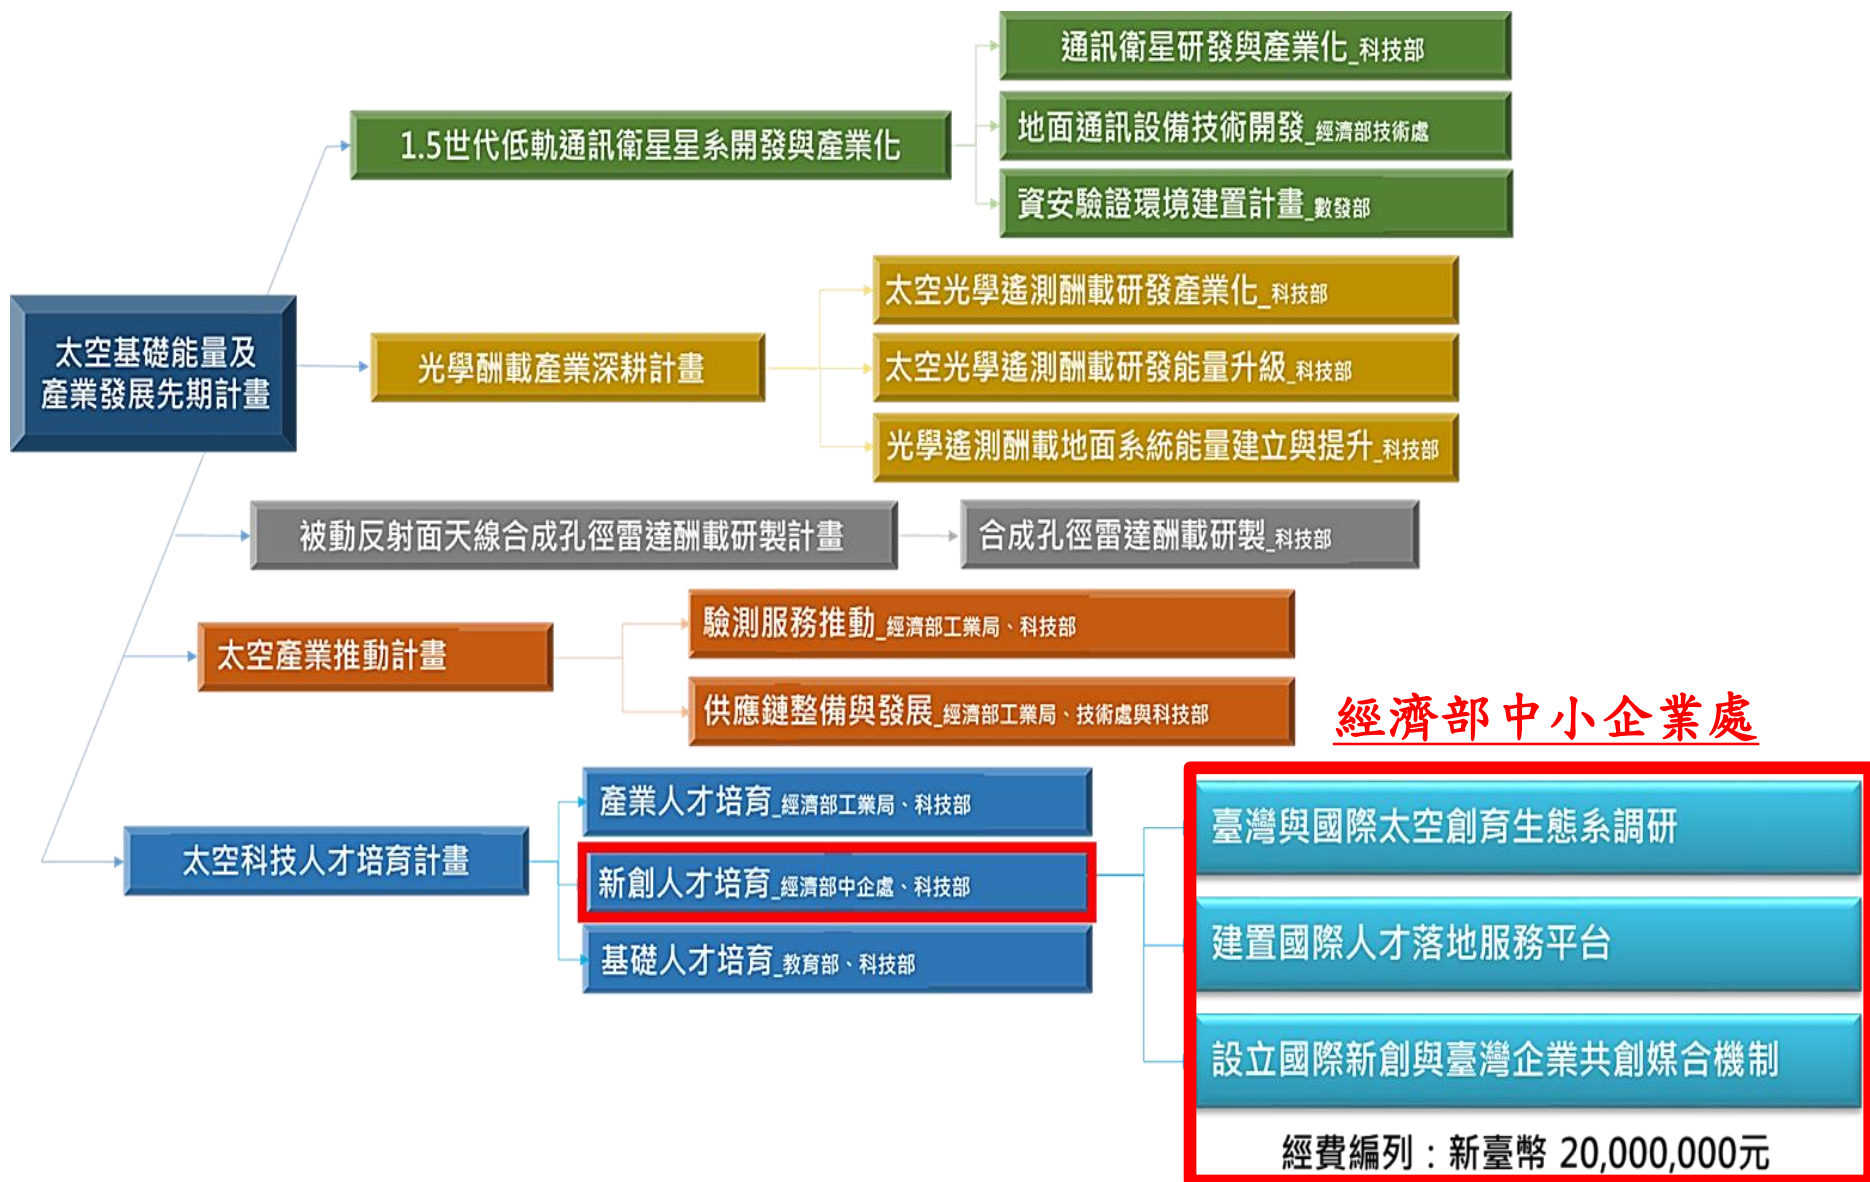 太空基礎能量及
產業發展先期計畫
1.5世代低軌通訊衛星星系開發與產業化
通訊衛星研發與產業化_科技部
地面通訊設備技術開發_經濟部技術處
資安驗證環境建置計畫_數發部
光學酬載產業深耕計畫
太空光學遙測酬載研發產業化_科技部
太空光學遙測酬載研發能量升級_科技部
光學遙測酬載地面系統能量建立與提升_科技部
被動反射面天線合成孔徑雷達酬載研製計畫
合成孔徑雷達酬載研製_科技部
太空產業推動計畫
驗測服務推動_經濟部工業局、科技部
供應鏈整備與發展_經濟部工業局、技術處與科技部
太空科技人才培育計畫
產業人才培育_經濟部工業局、科技部
新創人才培育_經濟部中企處、科技部
基礎人才培育_教育部、科技部
經濟部中小企業處
臺灣與國際太空創育生態系調研
建置國際人才落地服務平台
設立國際新創與臺灣企業共創媒合機制
經費編列：新臺幣 20,000,000元